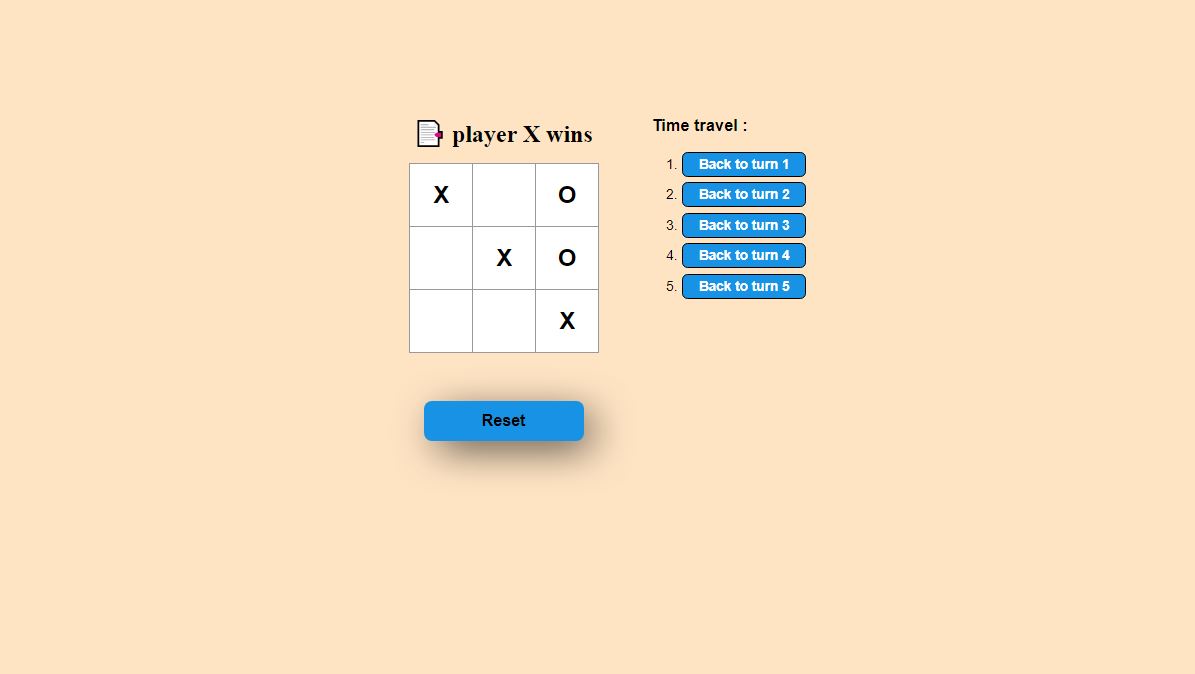 player X wins
X O
X O
X
Reset
Time travel :
1. Back to turn 1
2. Back to turn 2
3. Back to turn 3
4. Back to turn 4
5. Back to turn 5